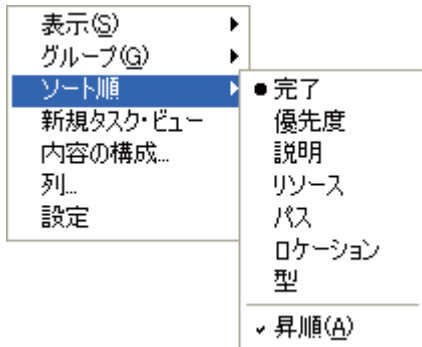 表示(S)
グループ(G)
ソート順
新規タスク・ビュー
内容の構成...
列...
設定
完了
優先度
説明
リソース
パス
ロケーション
型
昇順(A)